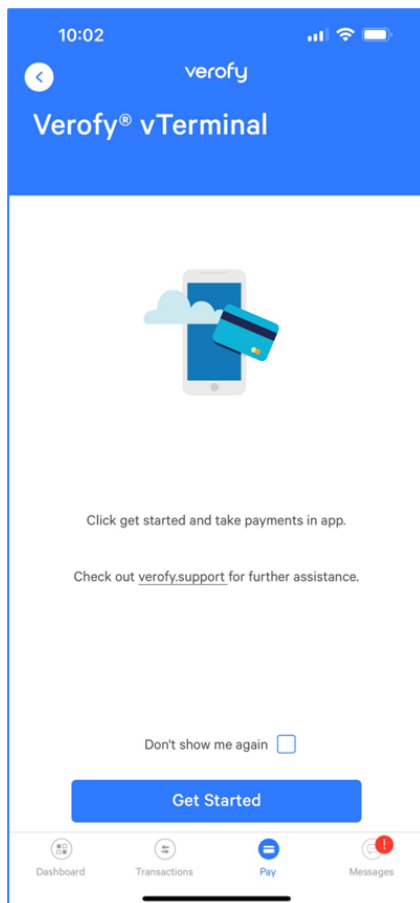 10:02
verofy
Verofy® vTerminal
Click get started and take payments in app.
Check out verofy.support for further assistance.
Don't show me again
Get Started
Dashboard
Transactions
Pay
!
Messages